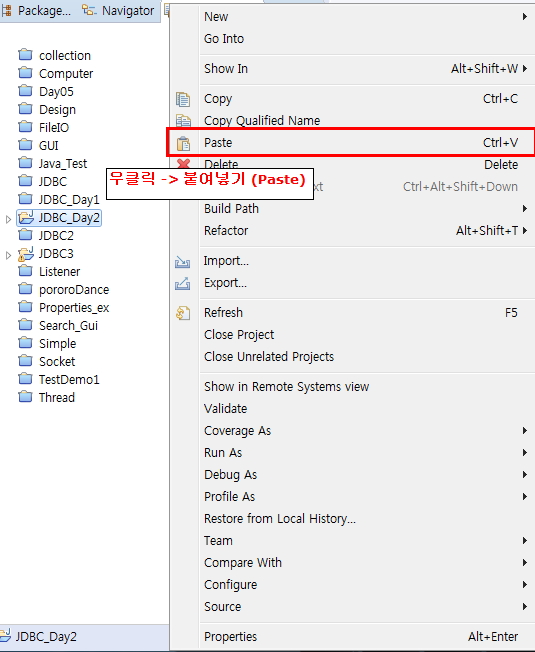 Package... Navigator
collection
Computer
Day05
Design
FileIO
GUI
Java_Test
JDBC
JDBC_Day1
JDBC_Day2
JDBC2
JDBC3
Listener
pororoDance
Properties_ex
Search_Gui
Simple
Socket
TestDemo1
Thread
JDBC_Day2
우클릭 -> 붙여넣기 (Paste)
New
Go Into
Show In Alt+Shift+W
Copy Ctrl+C
Copy Qualified Name
Paste Ctrl+V
Delete Delete
Ctrl+Alt+Shift+Down
Build Path
Refactor Alt+Shift+T
Import...
Export...
Refresh F5
Close Project
Close Unrelated Projects
Show in Remote Systems view
Validate
Coverage As
Run As
Debug As
Profile As
Restore from Local History...
Team
Compare With
Configure
Source
Properties Alt+Enter